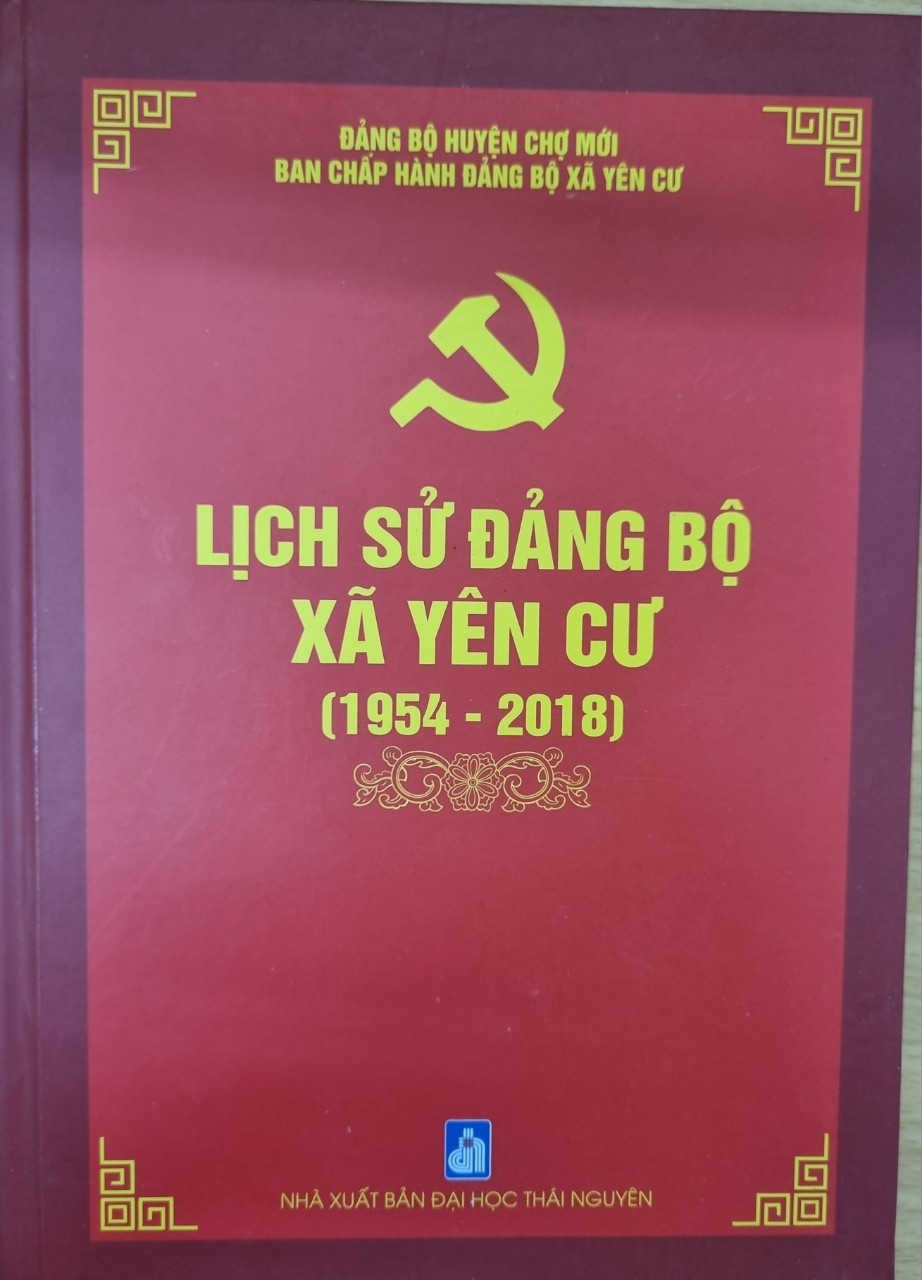 ĐẢNG BỘ HUYỆN CHỢ MỚI
BAN CHẤP HÀNH ĐẢNG BỘ XÃ YÊN CƯ
LỊCH SỬ ĐẢNG BỘ
XÃ YÊN CƯ
(1954 - 2018)
NHÀ XUẤT BẢN ĐẠI HỌC THÁI NGUYÊN